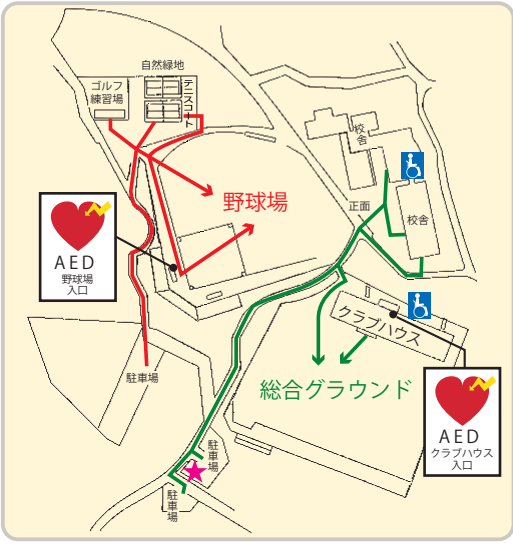 自然緑地
ゴルフ
練習場
テニスコート
校舎
野球場
正面
校舎
AED
野球場
入口
クラブハウス
駐車場
総合グラウンド
AED
クラブハウス
入口
駐車場
駐車場